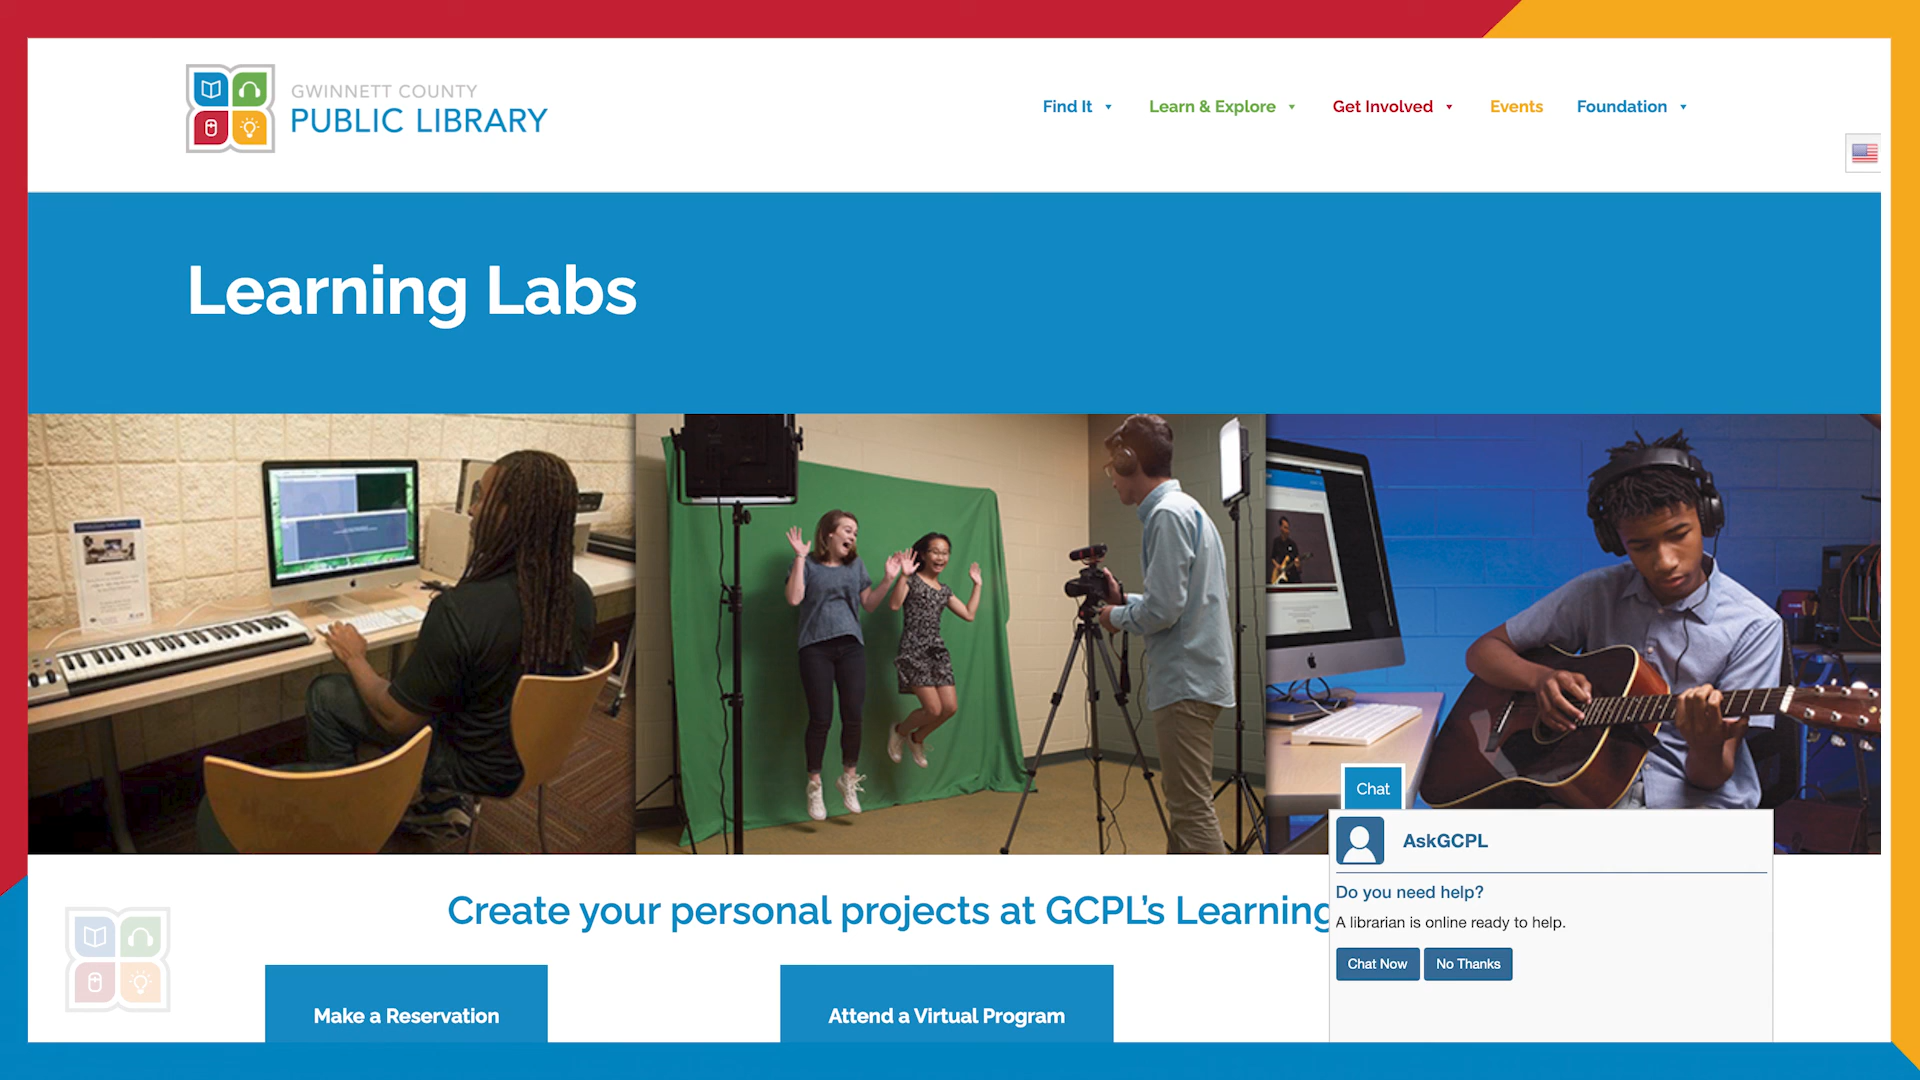 GWINNETT COUNTY
PUBLIC LIBRARY
Find It
Learn & Explore
Get Involved
Events
Foundation
Learning Labs
Chat
AskGCPL
Do you need help?
A librarian is online ready to help.
Chat Now
No Thanks
Create your personal projects at GCPL's Learning
Make a Reservation
Attend a Virtual Program